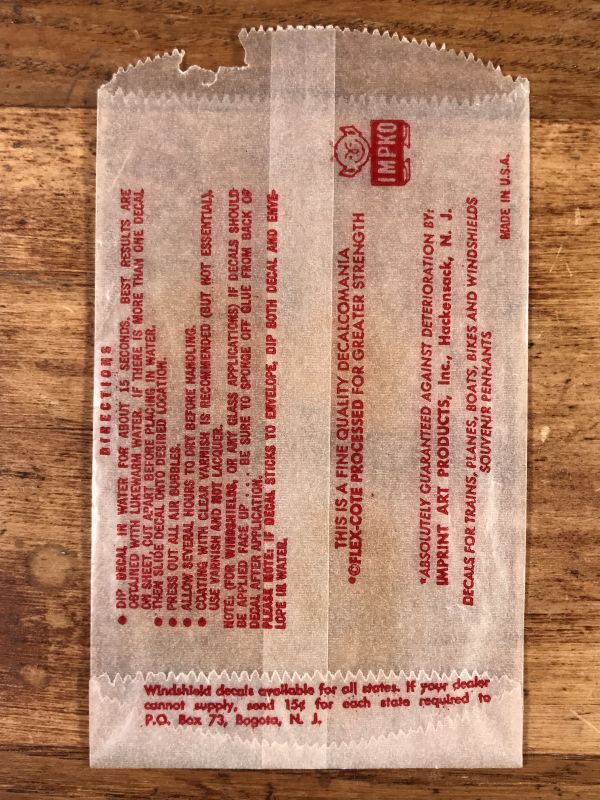 DIRECTIONS
● DIP DECAL IN WATER FOR ABOUT 15 SECONDS. BEST RESULTS ARE
OBTAINED WITH LUKEWARM WATER. IF THERE IS MORE THAN ONE DECAL
ON SHEET, CUT APART BEFORE PLACING IN WATER.
● THEN SLIDE DECAL ONTO DESIRED LOCATION.
● PRESS OUT ALL AIR BUBBLES.
● ALLOW SEVERAL HOURS TO DRY BEFORE HANDLING.
● COATING WITH CLEAR VARNISH IS RECOMMENDED (BUT NOT ESSENTIAL).
USE VARNISH AND NOT LACQUER.
NOTE: (FOR WINDSHIELDS, OR ANY GLASS APPLICATIONS) IF DECALS SHOULD
BE APPLIED FACE UP . . . BE SURE TO SPONGE OFF GLUE FROM BACK OF
DECAL AFTER APPLICATION.
PLEASE NOTE: IF DECAL STICKS TO ENVELOPE, DIP BOTH DECAL AND ENVE-
LOPE IN WATER.
IMPKO
THIS IS A FINE QUALITY DECALCOMANIA
*©FLEX-COTE PROCESSED FOR GREATER STRENGTH
*ABSOLUTELY GUARANTEED AGAINST DETERIORATION BY:
IMPRINT ART PRODUCTS, Inc., Hackensack, N. J.
DECALS FOR TRAINS, PLANES, BOATS, BIKES AND WINDSHIELDS
SOUVENIR PENNANTS
MADE IN U.S.A.
Windshield decals available for all states. If your dealer
cannot supply, send 15¢ for each state required to
P.O. Box 73, Bogota, N. J.